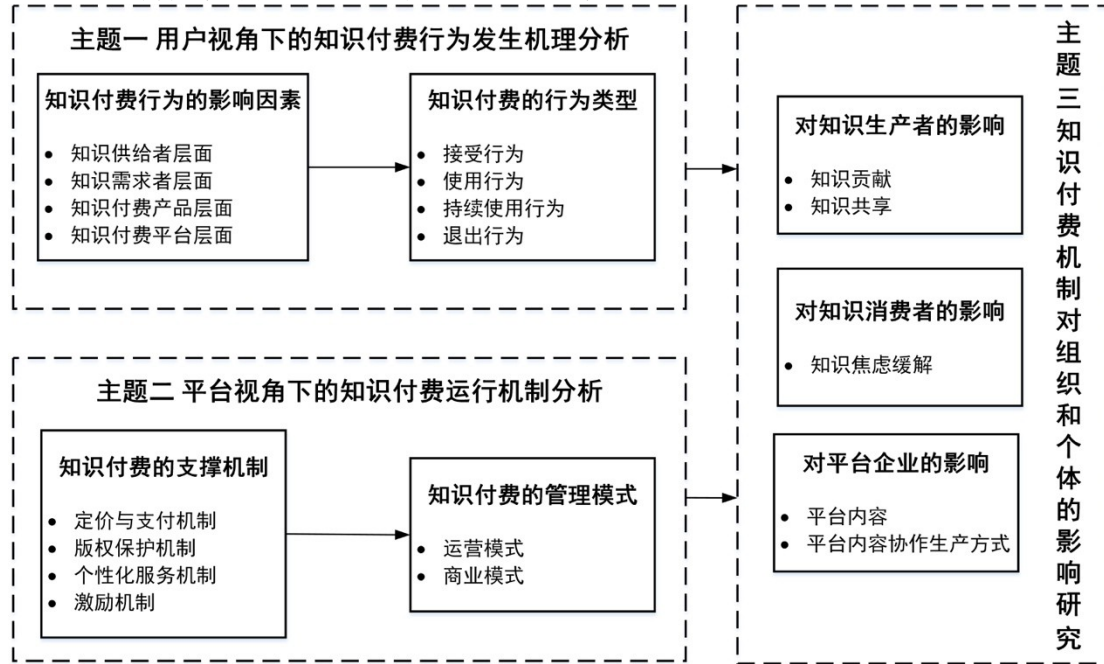 主题一 用户视角下的知识付费行为发生机理分析
知识付费行为的影响因素
• 知识供给者层面
• 知识需求者层面
• 知识付费产品层面
• 知识付费平台层面
知识付费的行为类型
• 接受行为
• 使用行为
• 持续使用行为
• 退出行为
主题二 平台视角下的知识付费运行机制分析
知识付费的支撑机制
• 定价与支付机制
• 版权保护机制
• 个性化服务机制
• 激励机制
知识付费的管理模式
• 运营模式
• 商业模式
对知识生产者的影响
• 知识贡献
• 知识共享
对知识消费者的影响
• 知识焦虑缓解
对平台企业的影响
• 平台内容
• 平台内容协作生产方式
主题三知识付费机制对组织和个体的影响研究